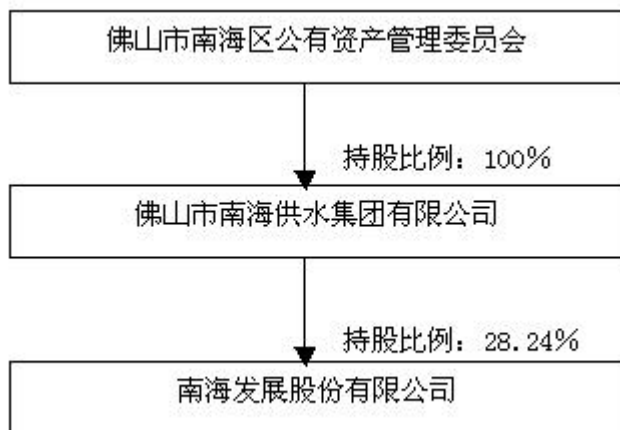 佛山市南海区公有资产管理委员会
持股比例：100%
佛山市南海供水集团有限公司
持股比例：28.24%
南海发展股份有限公司